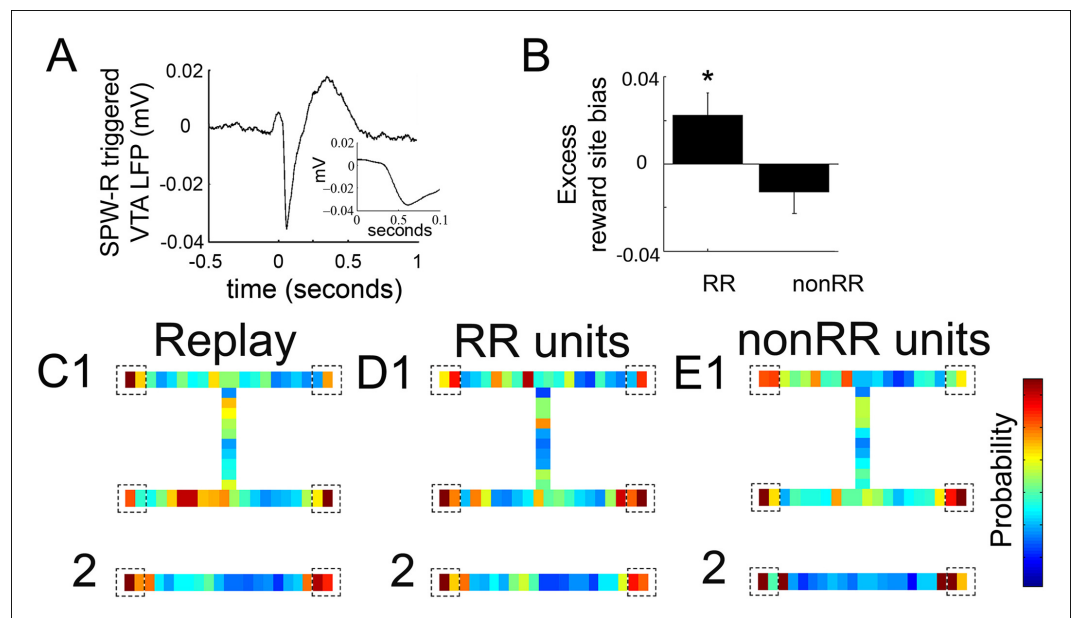 A
SPW-R triggered
VTA LFP (mV)
0.02
0
-0.02
-0.04
-0.5
0
0.5
1
time (seconds)
mV
0.02
0
−0.02
−0.04
0
0.5
0.1
seconds
B
Excess
reward site bias
0.04
0
-0.04
*
RR
nonRR
Replay
RR units
nonRR units
C1
D1
E1
2
2
2
Probability